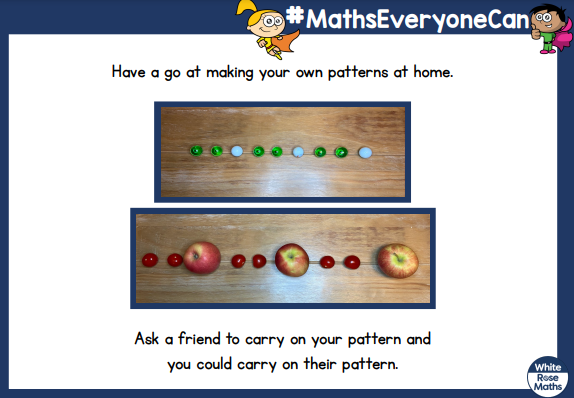 #MathsEveryoneCan
Have a go at making your own patterns at home.
Ask a friend to carry on your pattern and
you could carry on their pattern.
White
Rose
Maths